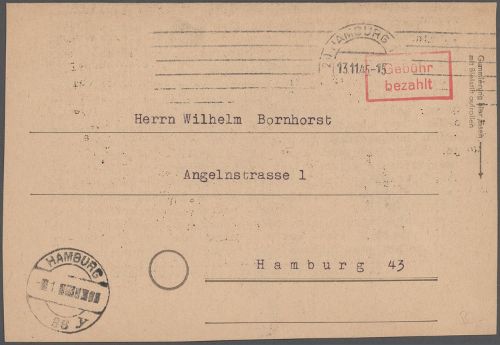 HAMBURG
13.11.45-15
Gebühr
bezahlt
Herrn Wilhelm Bornhorst
Angelnstrasse 1
Hamburg 43
HAMBURG